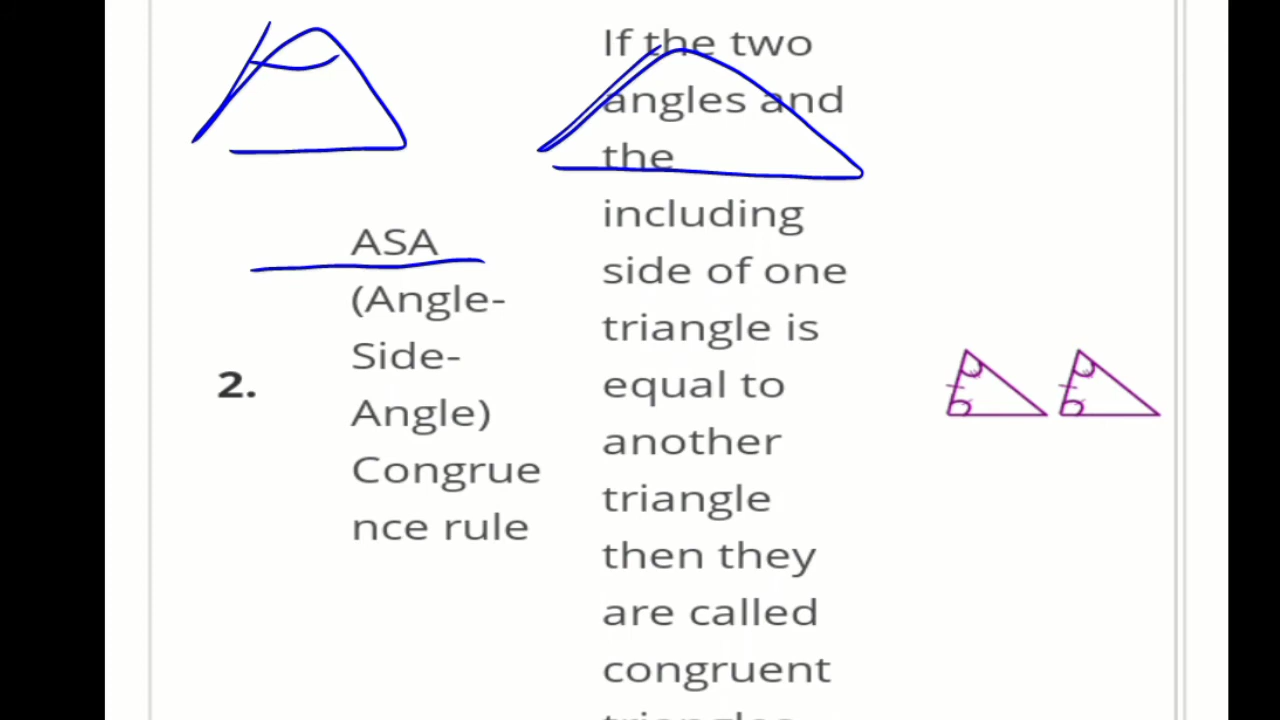 If the two
angles and
the
including
side of one
triangle is
equal to
another
triangle
then they
are called
congruent
ASA
(Angle-
Side-
Angle)
Congrue
nce rule
2.